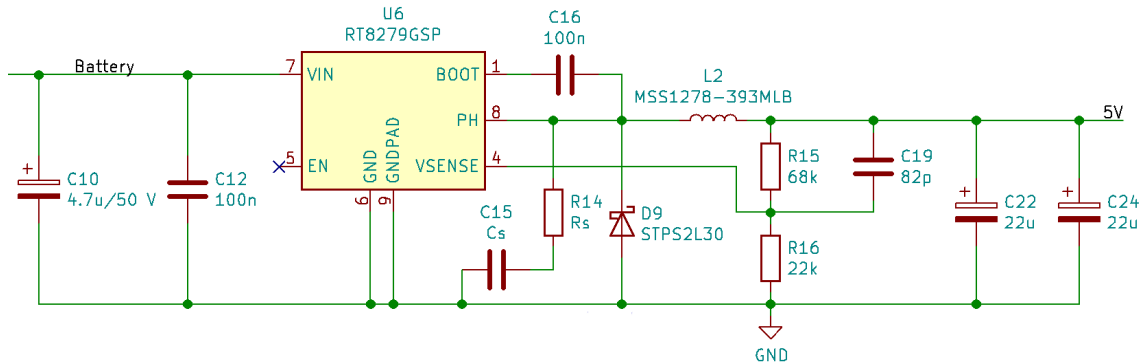 U6
RT8279GSP
C16
100n
Battery
7
VIN
BOOT
1
L2
MSS1278-393MLB
PH
8
5V
5
EN
GND
GNDPAD
VSENSE
4
6
9
C10
4.7u/50 V
C12
100n
C15
Cs
R14
Rs
D9
STPS2L30
R15
68k
C19
82p
R16
22k
C22
22u
C24
22u
+
+
+
GND